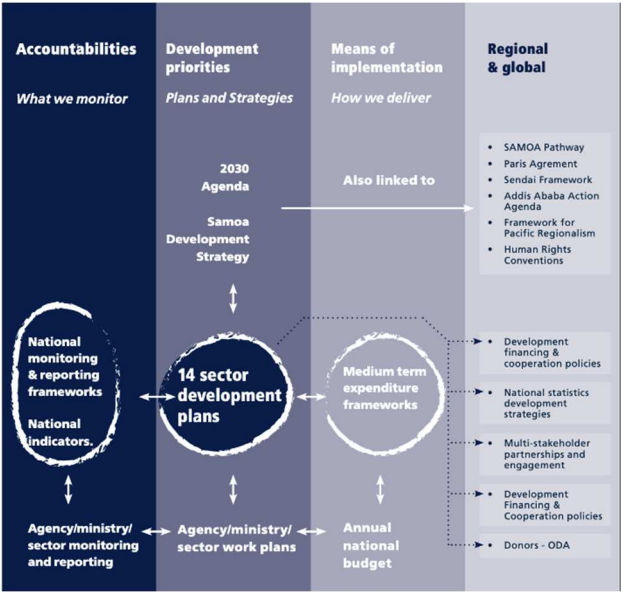 Accountabilities
What we monitor
Development
priorities
Plans and Strategies
Means of
implementation
How we deliver
Regional
& global
2030
Agenda
Samoa
Development
Strategy
Also linked to
• SAMOA Pathway
• Paris Agrement
• Sendai Framework
• Addis Ababa Action
Agenda
• Framework for
Pacific Regionalism
• Human Rights
Conventions
National
monitoring
& reporting
frameworks
National
indicators.
14 sector
development
plans
Medium term
expenditure
frameworks
• Development
financing &
cooperation policies
• National statistics
development
strategies
• Multi-stakeholder
partnerships and
engagement
• Development
Financing &
Cooperation policies
• Donors - ODA
Agency/ministry/
sector monitoring
and reporting
Agency/ministry/
sector work plans
Annual
national
budget